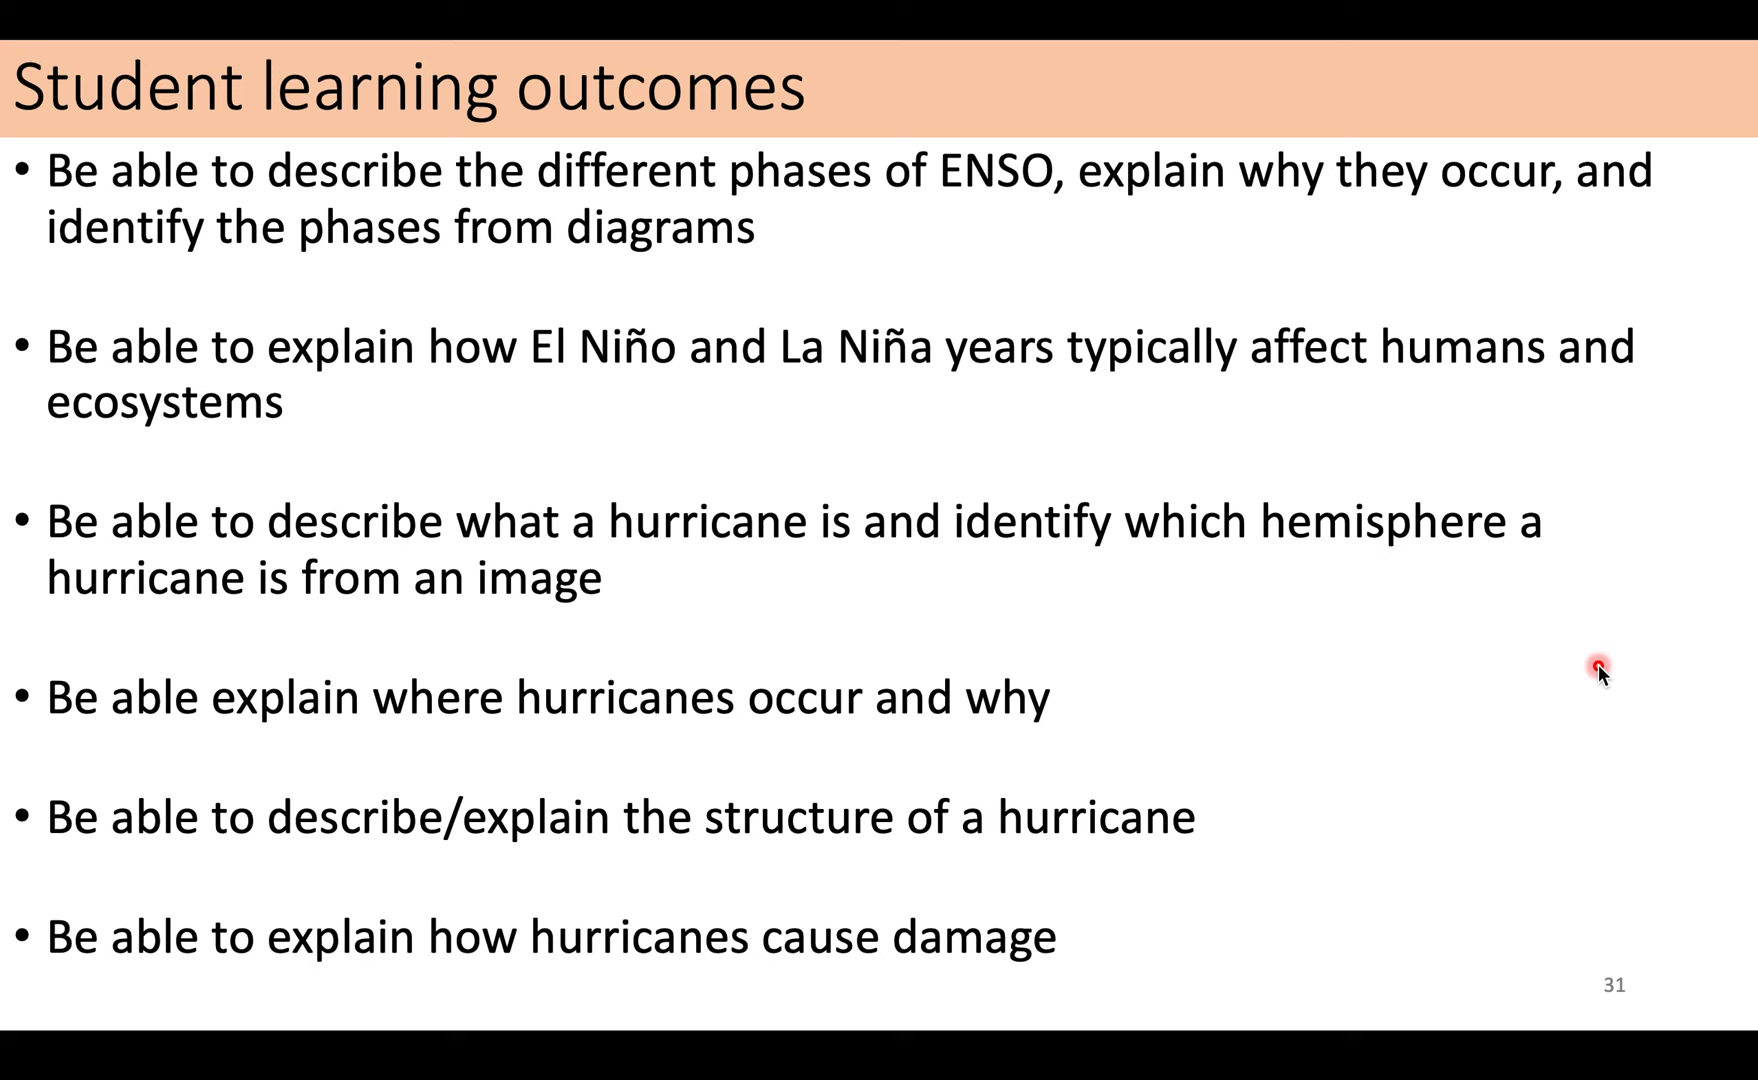 Student learning outcomes
• Be able to describe the different phases of ENSO, explain why they occur, and
identify the phases from diagrams
• Be able to explain how El Niño and La Niña years typically affect humans and
ecosystems
• Be able to describe what a hurricane is and identify which hemisphere a
hurricane is from an image
• Be able explain where hurricanes occur and why
• Be able to describe/explain the structure of a hurricane
• Be able to explain how hurricanes cause damage
31